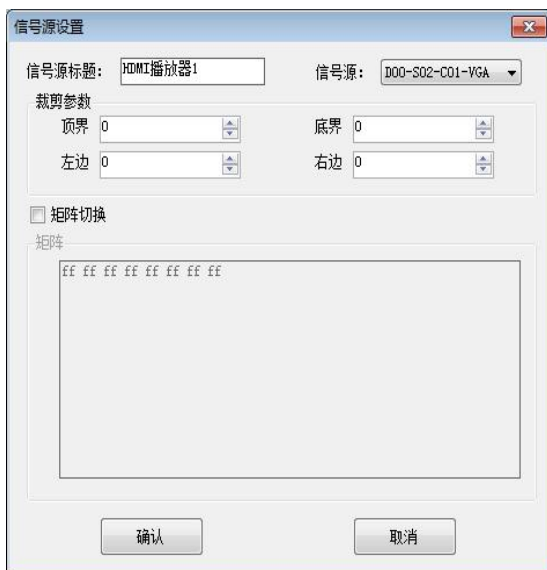 信号源设置
信号源标题： HDMI播放器1 信号源： D00-S02-C01-VGA
裁剪参数
顶界 0 底界 0
左边 0 右边 0
矩阵切换
矩阵
ff ff ff ff ff ff ff ff
确认 取消